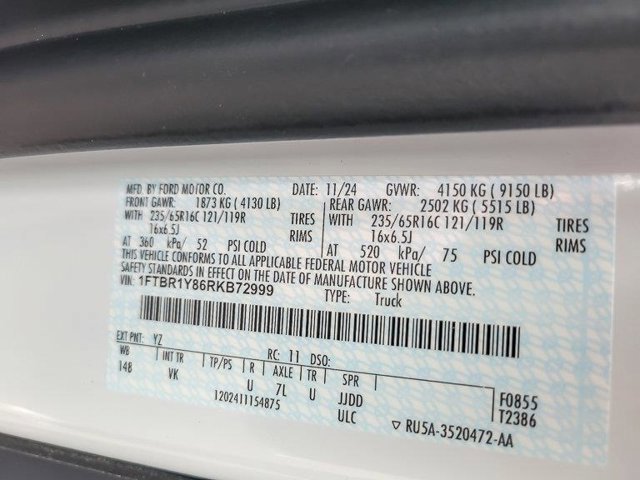 MFD. BY FORD MOTOR CO. DATE: 11/24 GVWR: 4150 KG ( 9150 LB)
FRONT GAWR: 1873 KG ( 4130 LB) REAR GAWR: 2502 KG ( 5515 LB)
WITH 235/65R16C 121/119R TIRES WITH 235/65R16C 121/119R TIRES
16x6.5J RIMS 16x6.5J RIMS
AT 360 kPa/ 52 PSI COLD AT 520 kPa/ 75 PSI COLD
THIS VEHICLE CONFORMS TO ALL APPLICABLE FEDERAL MOTOR VEHICLE
SAFETY STANDARDS IN EFFECT ON THE DATE OF MANUFACTURE SHOWN ABOVE.
VIN: 1FTBR1Y86RKB72999 TYPE: Truck
EXT PNT: YZ RC: 11 DSO:
WB INT TR TP/PS R AXLE TR SPR F0855
148 VK U 7L U JJDD T2386
1202411154875 ULC ▽ RU5A-3520472-AA